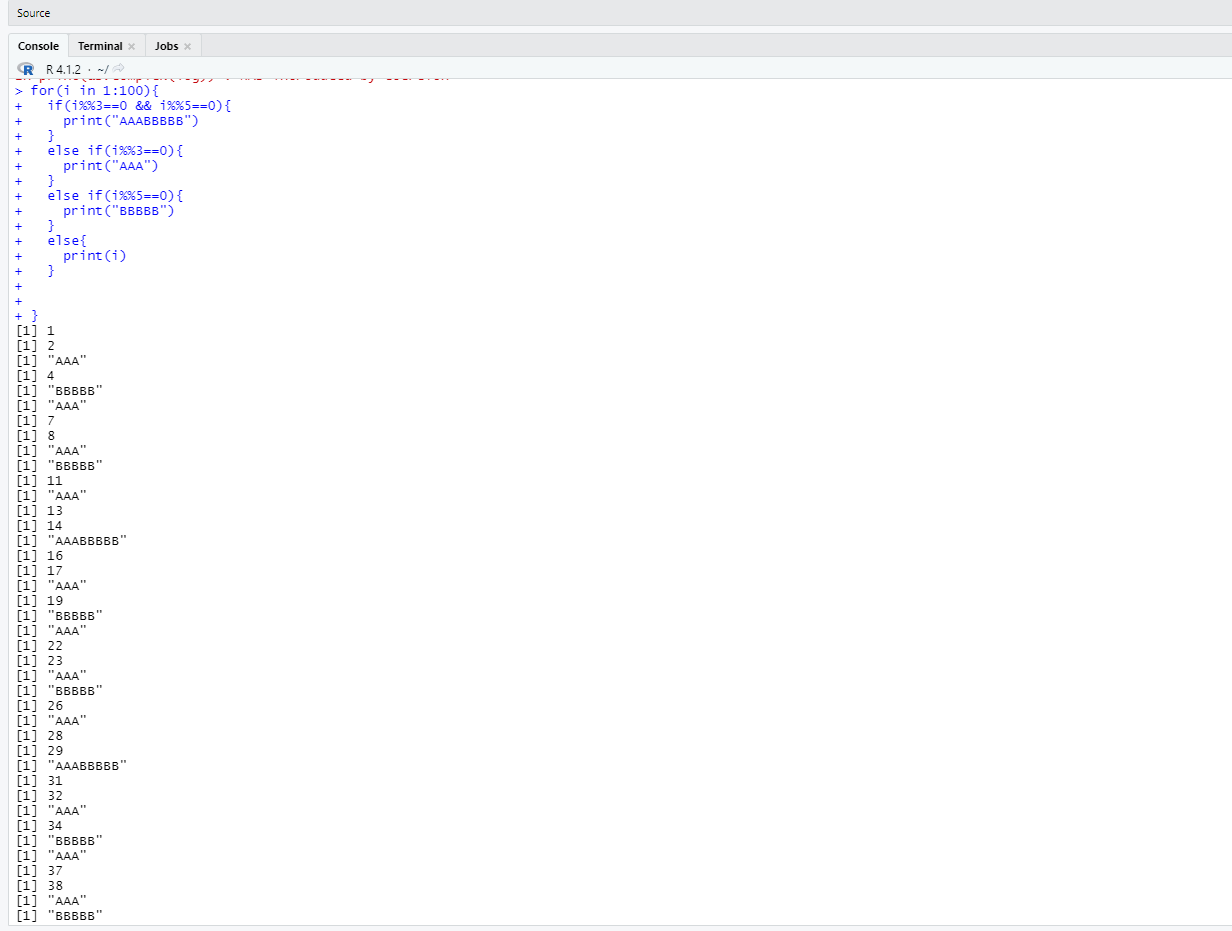 Source
Console Terminal Jobs
R 4.1.2 · ~/
> for(i in 1:100){
+   if(i%%3==0 && i%%5==0){
+     print("AAABBBBB")
+   }
+   else if(i%%3==0){
+     print("AAA")
+   }
+   else if(i%%5==0){
+     print("BBBBB")
+   }
+   else{
+     print(i)
+   }
+
+
+ }
[1] 1
[1] 2
[1] "AAA"
[1] 4
[1] "BBBBB"
[1] "AAA"
[1] 7
[1] 8
[1] "AAA"
[1] "BBBBB"
[1] 11
[1] "AAA"
[1] 13
[1] 14
[1] "AAABBBBB"
[1] 16
[1] 17
[1] "AAA"
[1] 19
[1] "BBBBB"
[1] "AAA"
[1] 22
[1] 23
[1] "AAA"
[1] "BBBBB"
[1] 26
[1] "AAA"
[1] 28
[1] 29
[1] "AAABBBBB"
[1] 31
[1] 32
[1] "AAA"
[1] 34
[1] "BBBBB"
[1] "AAA"
[1] 37
[1] 38
[1] "AAA"
[1] "BBBBB"